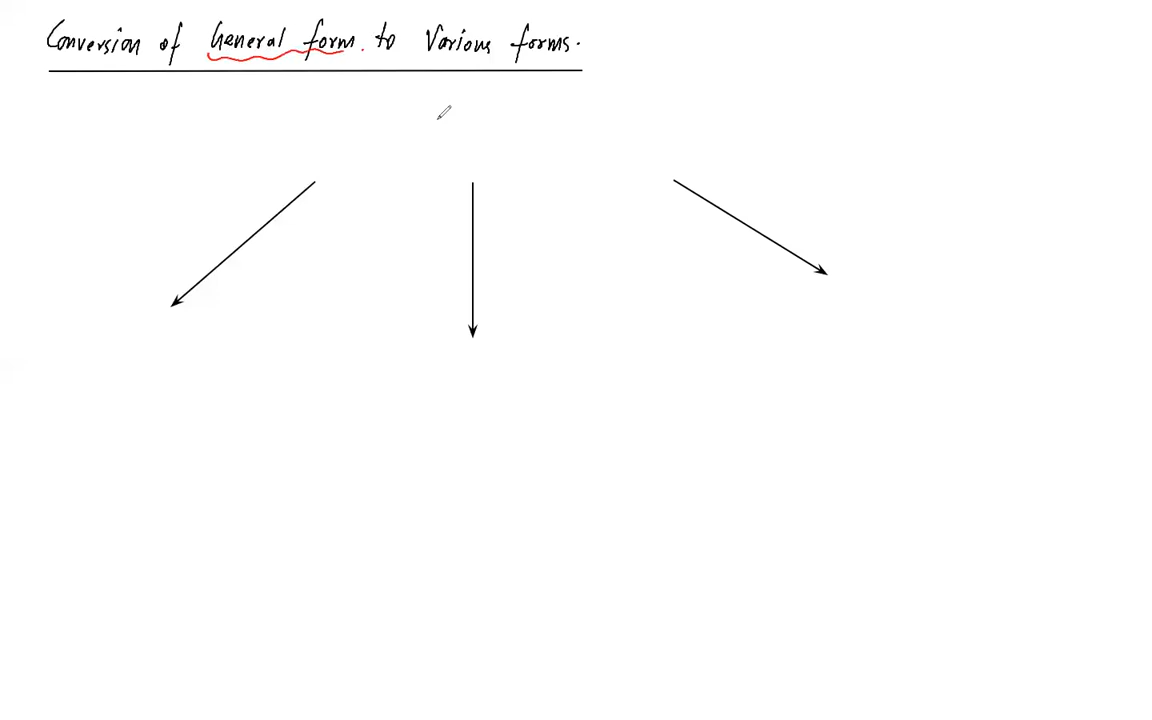 Conversion of General form. to Various forms.